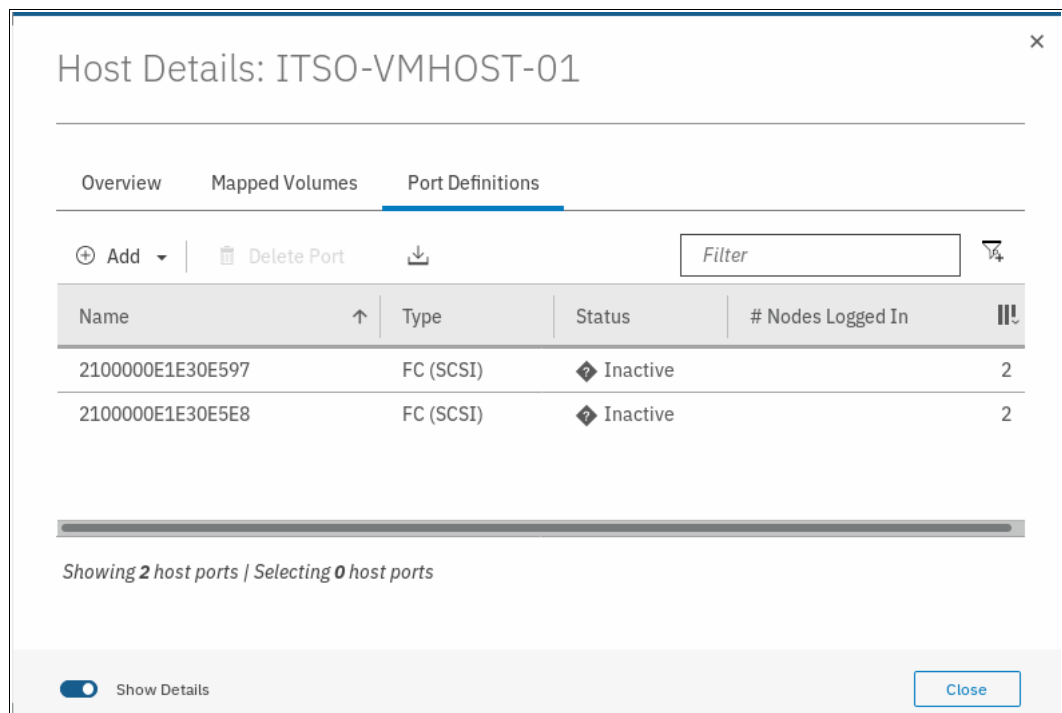 Host Details: ITSO-VMHOST-01
Overview Mapped Volumes Port Definitions
Add Delete Port Filter
Name Type Status # Nodes Logged In
2100000E1E30E597 FC (SCSI) Inactive 2
2100000E1E30E5E8 FC (SCSI) Inactive 2
Showing 2 host ports | Selecting 0 host ports
Show Details Close